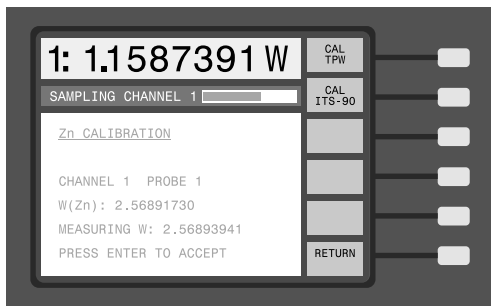 1: 1.1587391 W
CAL
TPW
SAMPLING CHANNEL 1
CAL
ITS-90
Zn CALIBRATION
CHANNEL 1 PROBE 1
W(Zn): 2.56891730
MEASURING W: 2.56893941
PRESS ENTER TO ACCEPT
RETURN